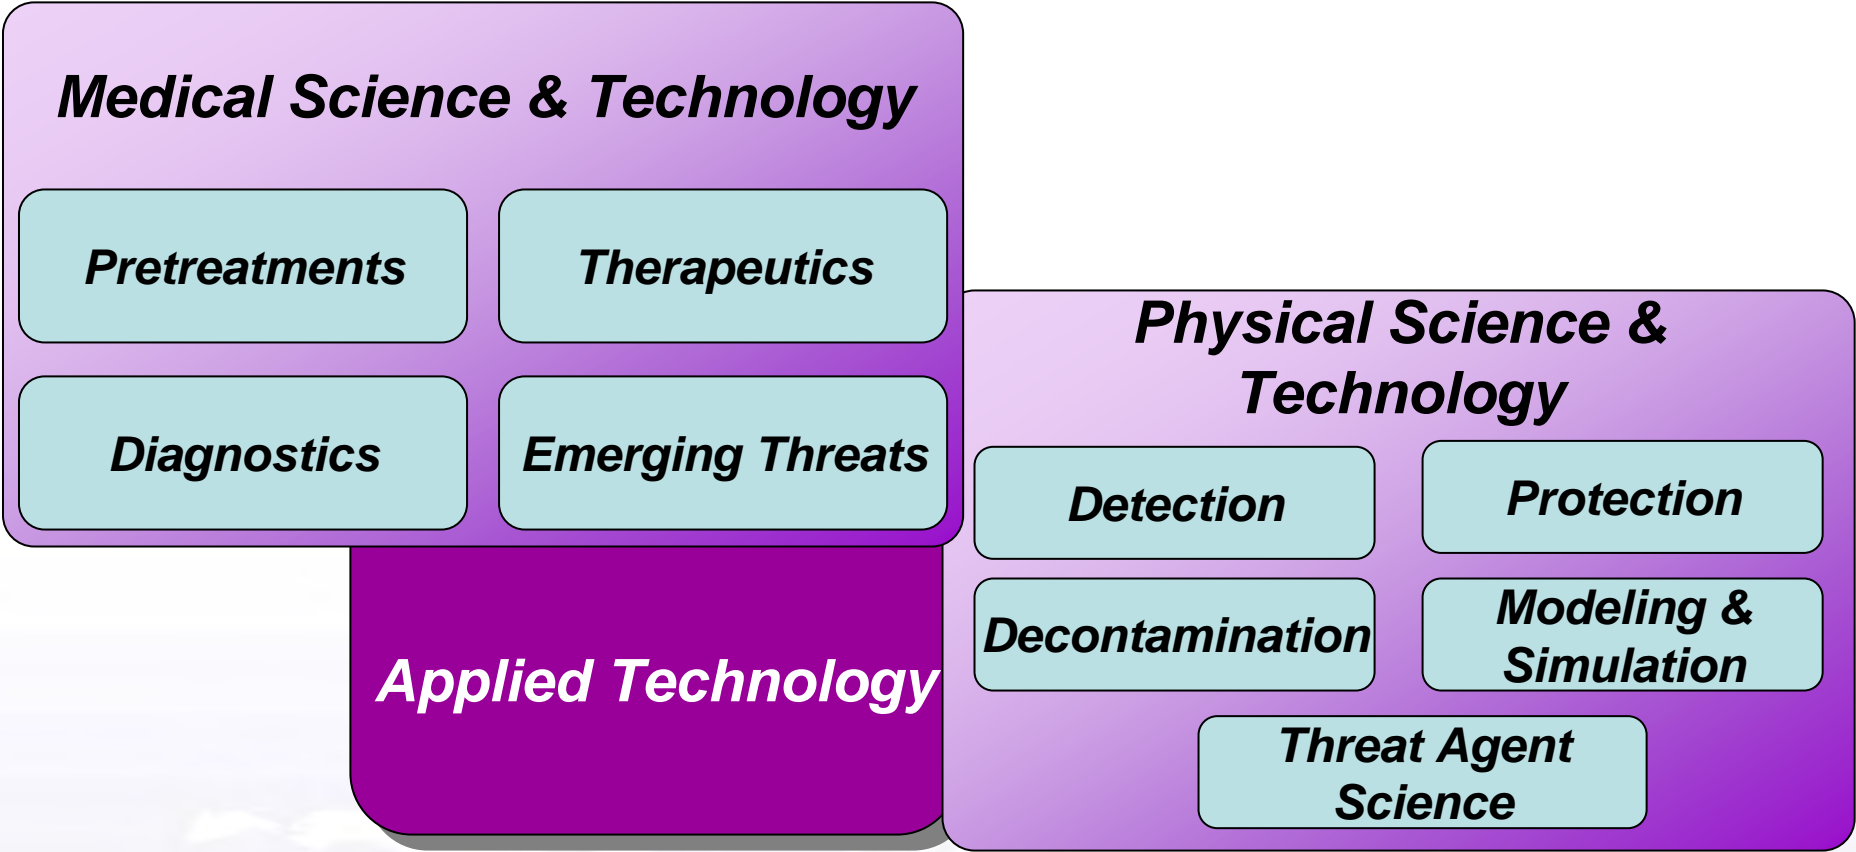 Medical Science & Technology
Pretreatments
Therapeutics
Diagnostics
Emerging Threats
Physical Science &
Technology
Detection
Protection
Decontamination
Modeling &
Simulation
Threat Agent
Science
Applied Technology